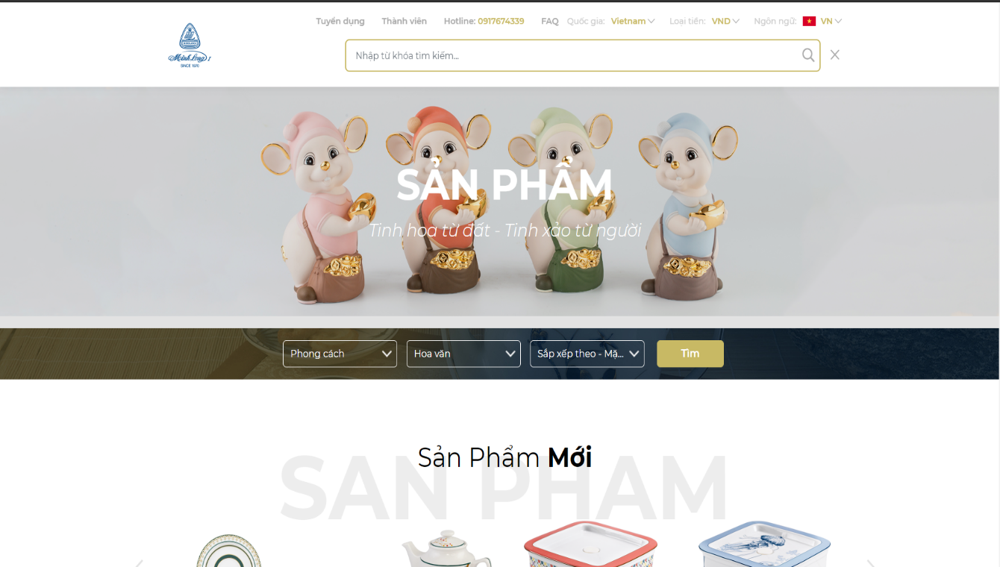 Tuyển dụng Thành viên Hotline: 0917674339 FAQ Quốc gia: Vietnam Loại tiền: VND Ngôn ngữ: VN
Minh Long I
SINCE 1970
Nhập từ khóa tìm kiếm...
SẢN PHẨM
Tinh hoa từ đất - Tinh xảo từ người
Phong cách Hoa văn Sắp xếp theo - Mặ... Tìm
SAN PHAM
Sản Phẩm Mới